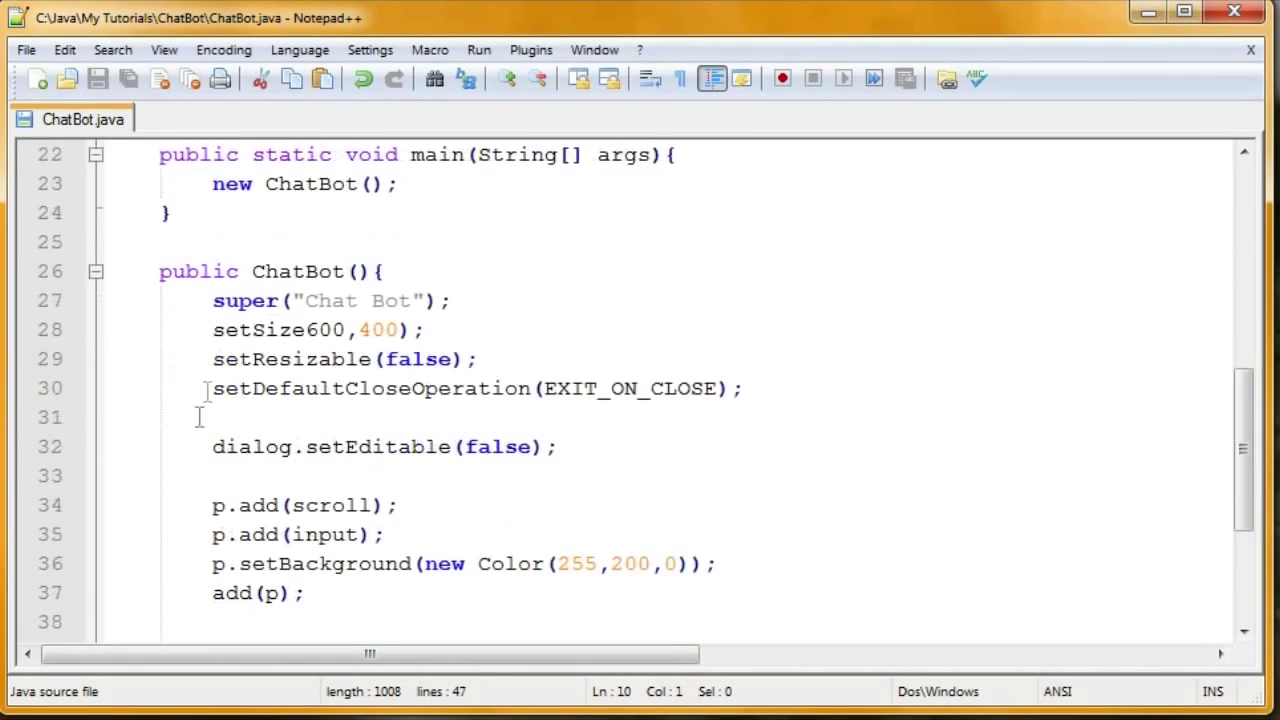 C:\Java\My Tutorials\ChatBot\ChatBot.java - Notepad++
File Edit Search View Encoding Language Settings Macro Run Plugins Window ? X
ABC
ChatBot.java
22 public static void main(String[] args){
23 new ChatBot();
24 }
25
26 public ChatBot(){
27 super("Chat Bot");
28 setSize600,400);
29 setResizable(false);
30 setDefaultCloseOperation(EXIT_ON_CLOSE);
31
32 dialog.setEditable(false);
33
34 p.add(scroll);
35 p.add(input);
36 p.setBackground(new Color(255,200,0));
37 add(p);
38
Java source file length : 1008 lines : 47 Ln : 10 Col : 1 Sel : 0 Dos\Windows ANSI INS